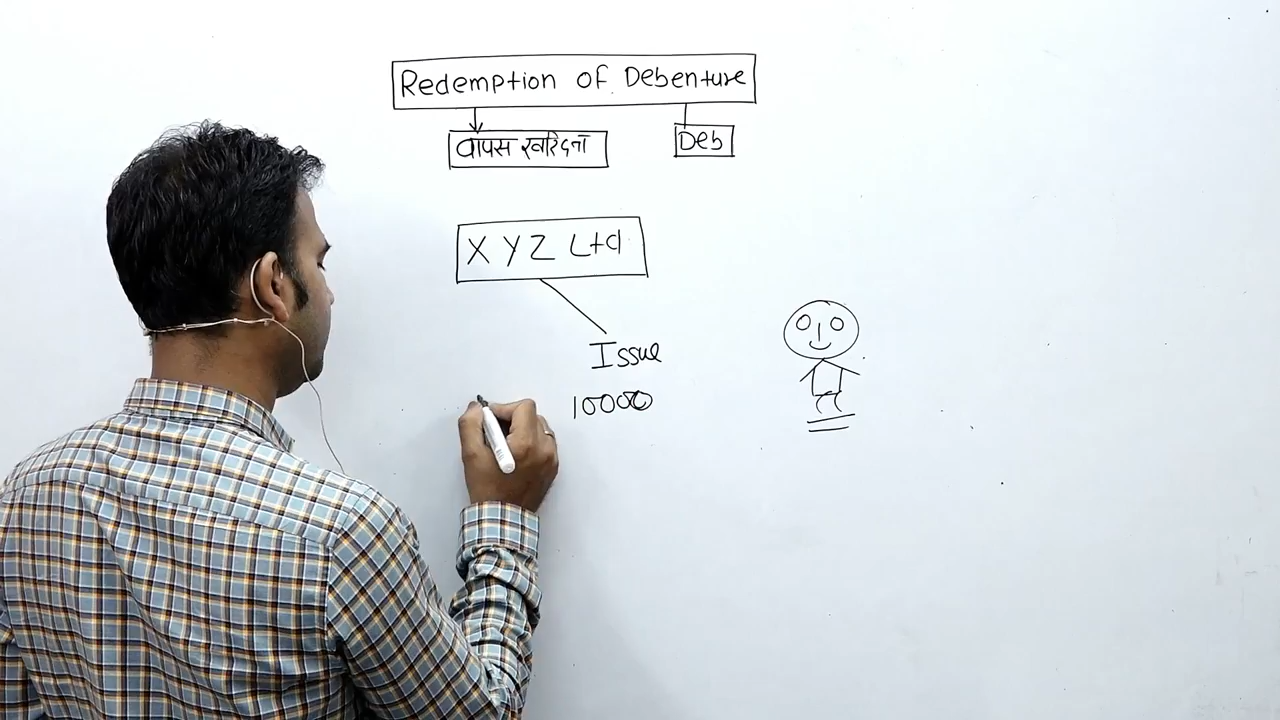 Redemption of Debenture
वापस खरिदना
Deb
X Y Z Ltd
Issue
10000